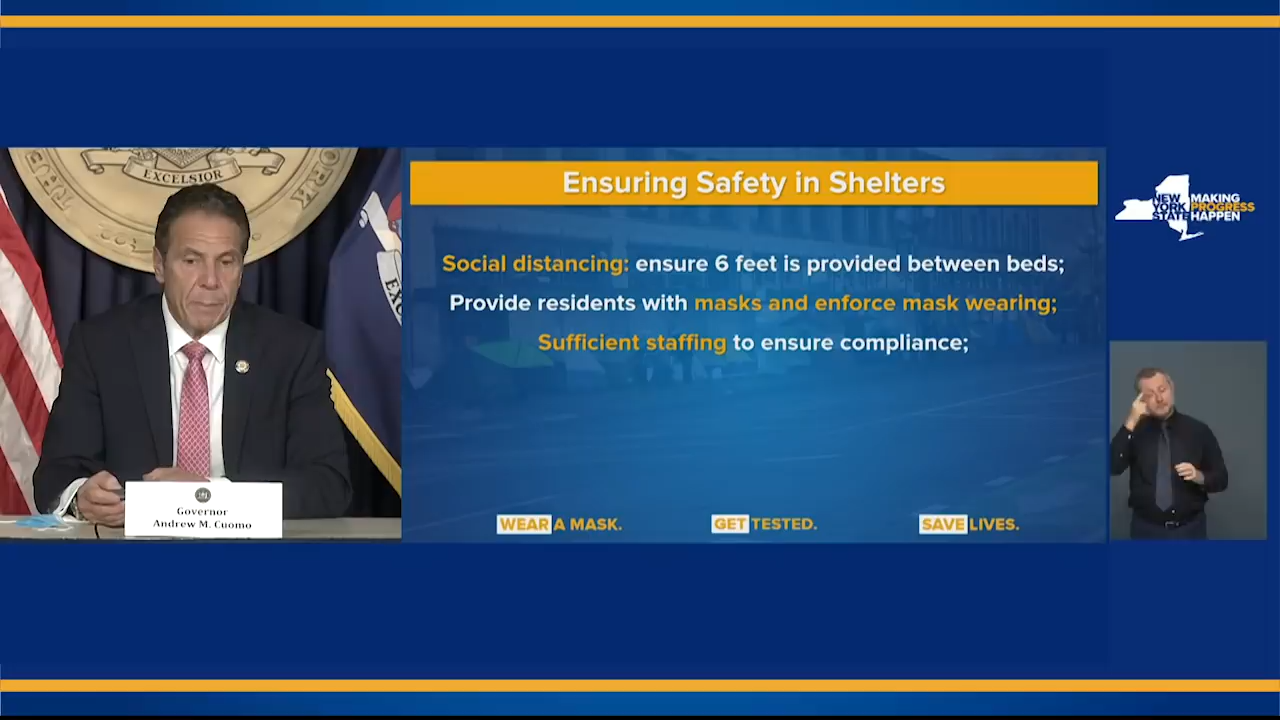 EXCELSIOR
Ensuring Safety in Shelters
Social distancing: ensure 6 feet is provided between beds;
Provide residents with masks and enforce mask wearing;
Sufficient staffing to ensure compliance;
WEAR A MASK.
GET TESTED.
SAVE LIVES.
Governor
Andrew M. Cuomo
NEW
YORK
STATE
MAKING
PROGRESS
HAPPEN